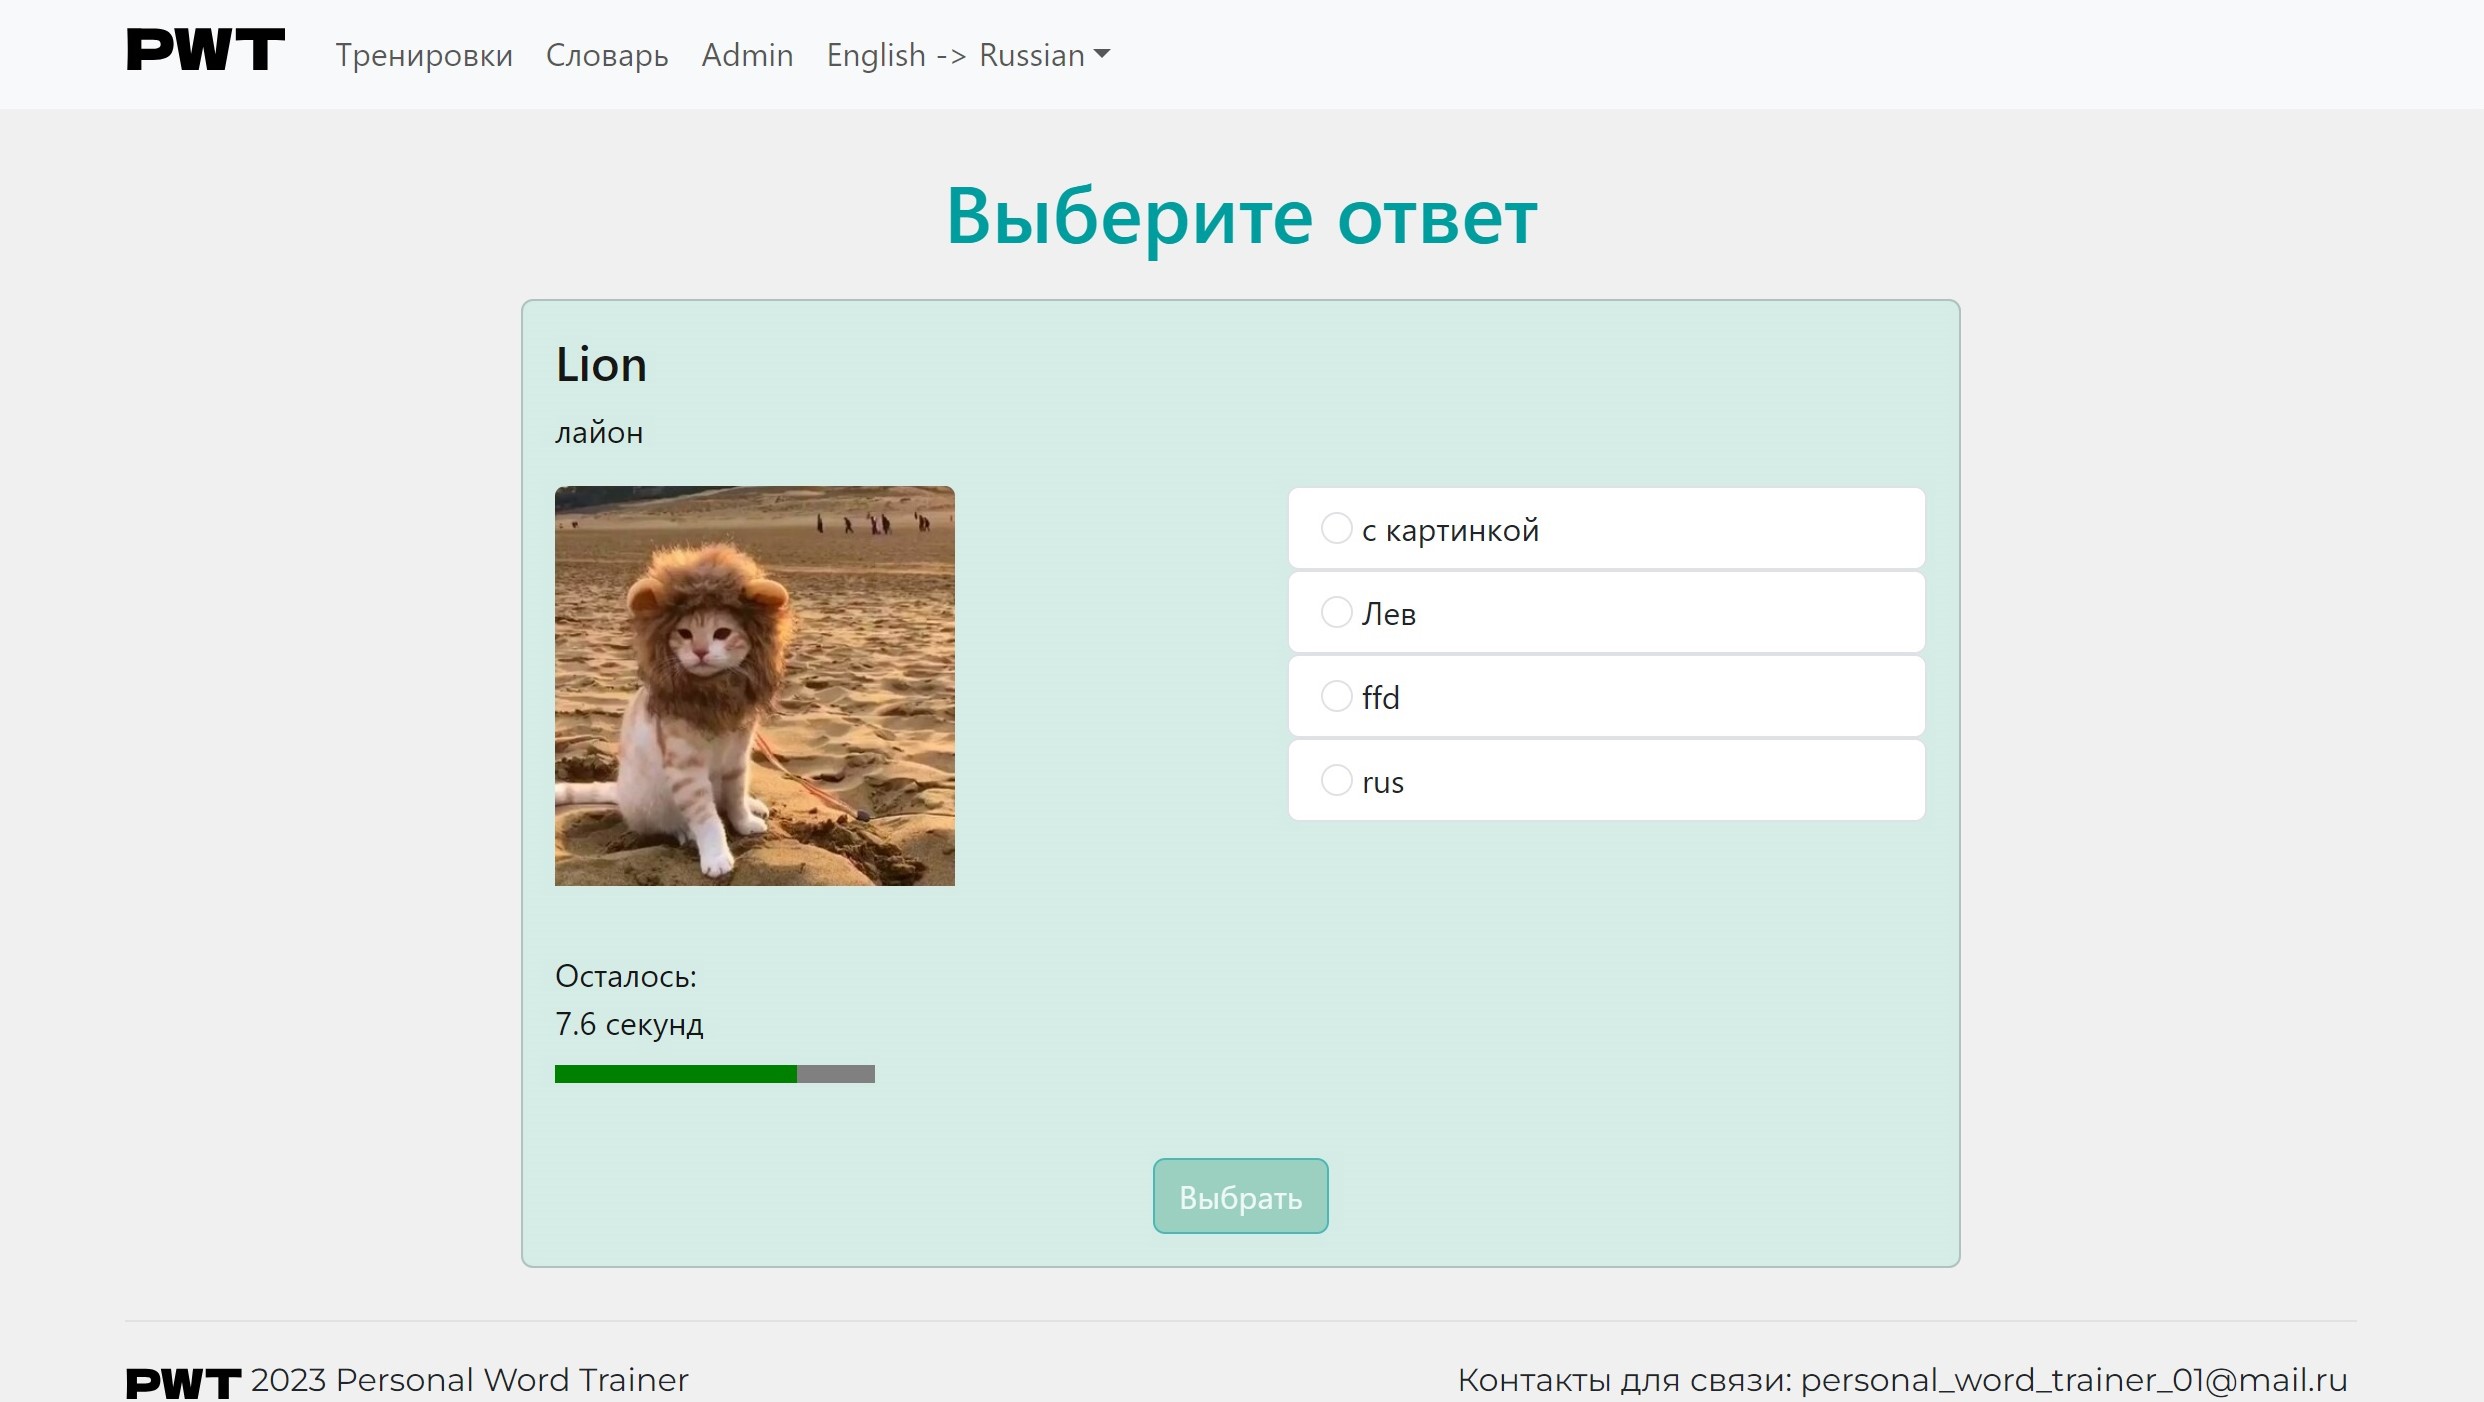 PWT Тренировки Словарь Admin English -> Russian
Выберите ответ
Lion
лайон
с картинкой
Лев
ffd
rus
Осталось:
7.6 секунд
Выбрать
PWT 2023 Personal Word Trainer
Контакты для связи: personal_word_trainer_01@mail.ru